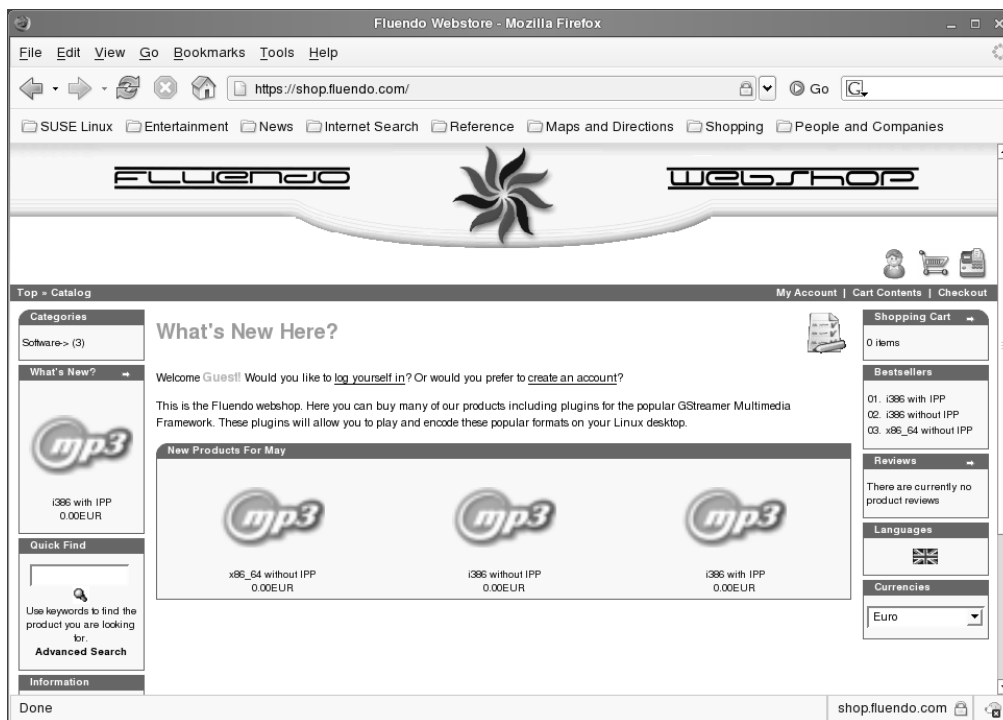 Fluendo Webstore - Mozilla Firefox
File Edit View Go Bookmarks Tools Help
https://shop.fluendo.com/
Go
G
SUSE Linux Entertainment News Internet Search Reference Maps and Directions Shopping People and Companies
FLUENDO WEBSHOP
Top » Catalog
My Account | Cart Contents | Checkout
Categories
Software-> (3)
What's New?
mp3
i386 with IPP
0.00EUR
Quick Find
Use keywords to find the
product you are looking
for.
Advanced Search
Information
What's New Here?
Welcome Guest! Would you like to log yourself in? Or would you prefer to create an account?
This is the Fluendo webshop. Here you can buy many of our products including plugins for the popular GStreamer Multimedia
Framework. These plugins will allow you to play and encode these popular formats on your Linux desktop.
New Products For May
mp3 mp3 mp3
x86_64 without IPP i386 without IPP i386 with IPP
0.00EUR 0.00EUR 0.00EUR
Shopping Cart
0 items
Bestsellers
01. i386 with IPP
02. i386 without IPP
03. x86_64 without IPP
Reviews
There are currently no
product reviews
Languages
Currencies
Euro
Done
shop.fluendo.com